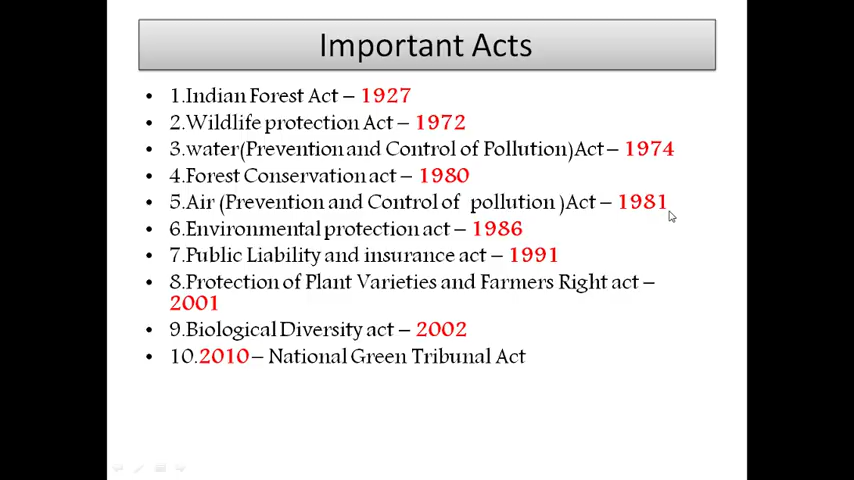 Important Acts
• 1.Indian Forest Act – 1927
• 2.Wildlife protection Act – 1972
• 3.water(Prevention and Control of Pollution)Act – 1974
• 4.Forest Conservation act – 1980
• 5.Air (Prevention and Control of pollution )Act – 1981
• 6.Environmental protection act – 1986
• 7.Public Liability and insurance act – 1991
• 8.Protection of Plant Varieties and Farmers Right act –
2001
• 9.Biological Diversity act – 2002
• 10.2010 – National Green Tribunal Act